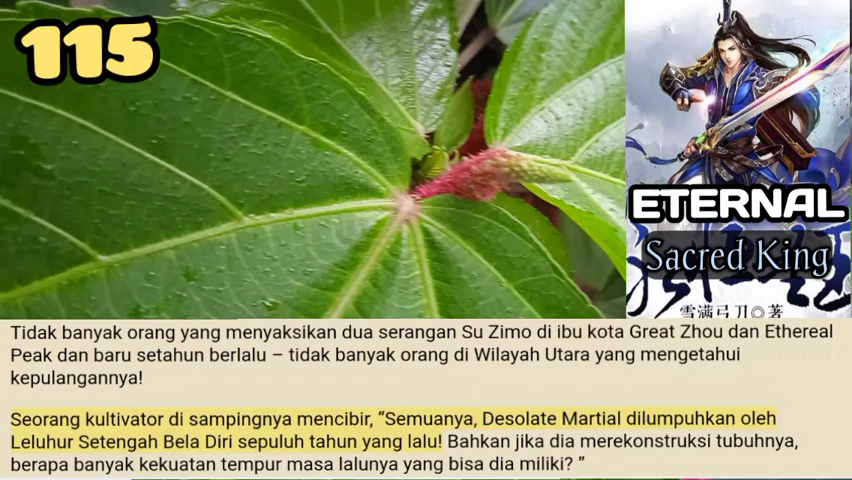 115
ETERNAL
Sacred King
雪满弓刀◎著
Tidak banyak orang yang menyaksikan dua serangan Su Zimo di ibu kota Great Zhou dan Ethereal
Peak dan baru setahun berlalu – tidak banyak orang di Wilayah Utara yang mengetahui
kepulangannya!
Seorang kultivator di sampingnya mencibir, “Semuanya, Desolate Martial dilumpuhkan oleh
Leluhur Setengah Bela Diri sepuluh tahun yang lalu! Bahkan jika dia merekonstruksi tubuhnya,
berapa banyak kekuatan tempur masa lalunya yang bisa dia miliki? ”